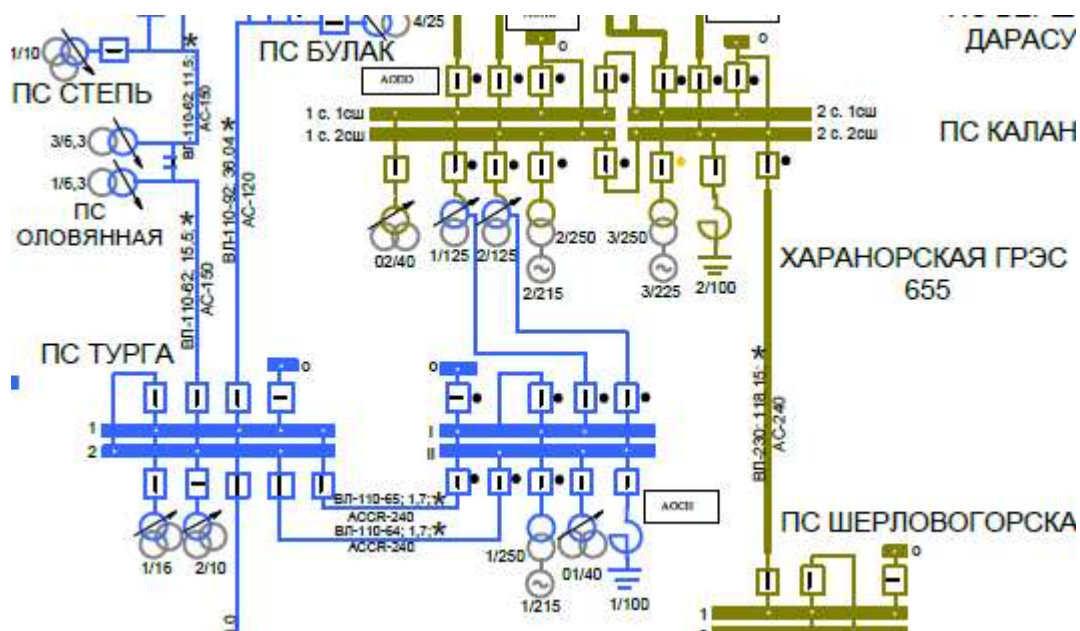 4/25
1/10
ПС БУЛАК
о
о
ДАРАСУ
АОПО
ПС СТЕПЬ
ВЛ-110-62; 11,5; *
АС-150
1 с. 1сш
2 с. 1сш
1 с. 2сш
2 с. 2сш
ПС КАЛАН
3/6,3
1/6,3
ПС
ОЛОВЯННАЯ
ВЛ-110-92; 36,04 *
АС-120
02/40
1/125
2/125
2/250
3/250
2/215
3/225
2/100
ХАРАНОРСКАЯ ГРЭС
655
ВЛ-110-62; 15,5; *
АС-150
ПС ТУРГА
о
о
ВЛ-230; 118,15; *
АС-240
1
2
I
II
ВЛ-110-65; 1,7; *
ACCR-240
ВЛ-110-64; 1,7; *
ACCR-240
АОСН
1/16
2/10
1/250
01/40
1/215
1/100
ПС ШЕРЛОВОГОРСКА
о
1